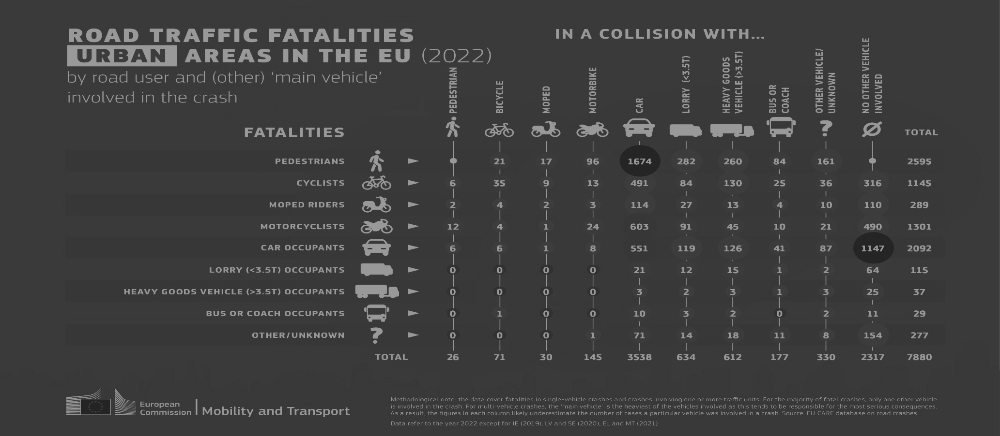 ROAD TRAFFIC FATALITIES
URBAN AREAS IN THE EU (2022)
by road user and (other) ‘main vehicle’
involved in the crash
IN A COLLISION WITH...
PEDESTRIAN
BICYCLE
MOPED
MOTORBIKE
CAR
LORRY (<3.5T)
HEAVY GOODS
VEHICLE (>3.5T)
BUS OR
COACH
OTHER VEHICLE/
UNKNOWN
NO OTHER VEHICLE
INVOLVED
FATALITIES TOTAL
PEDESTRIANS 21 17 96 1674 282 260 84 161 2595
CYCLISTS 6 35 9 13 491 84 130 25 36 316 1145
MOPED RIDERS 2 4 2 3 114 27 13 4 10 110 289
MOTORCYCLISTS 12 4 1 24 603 91 45 10 21 490 1301
CAR OCCUPANTS 6 6 1 8 551 119 126 41 87 1147 2092
LORRY (<3.5T) OCCUPANTS 0 0 0 0 21 12 15 1 2 64 115
HEAVY GOODS VEHICLE (>3.5T) OCCUPANTS 0 0 0 0 3 2 3 1 3 25 37
BUS OR COACH OCCUPANTS 0 1 0 0 10 3 2 0 2 11 29
OTHER/UNKNOWN 0 0 0 1 71 14 18 11 8 154 277
TOTAL 26 71 30 145 3538 634 612 177 330 2317 7880
European
Commission
Mobility and Transport
Methodological note: the data cover fatalities in single-vehicle crashes and crashes involving one or more traffic units. For the majority of fatal crashes, only one other vehicle
is involved in the crash. For multi-vehicle crashes, the ‘main vehicle’ is the heaviest of the vehicles involved as this tends to be responsible for the most serious consequences.
As a result, the figures in each column likely underestimate the number of cases a particular vehicle was involved in a crash. Source: EU CARE database on road crashes.
Data refer to the year 2022 except for IE (2019), LV and SE (2020), EL and MT (2021)